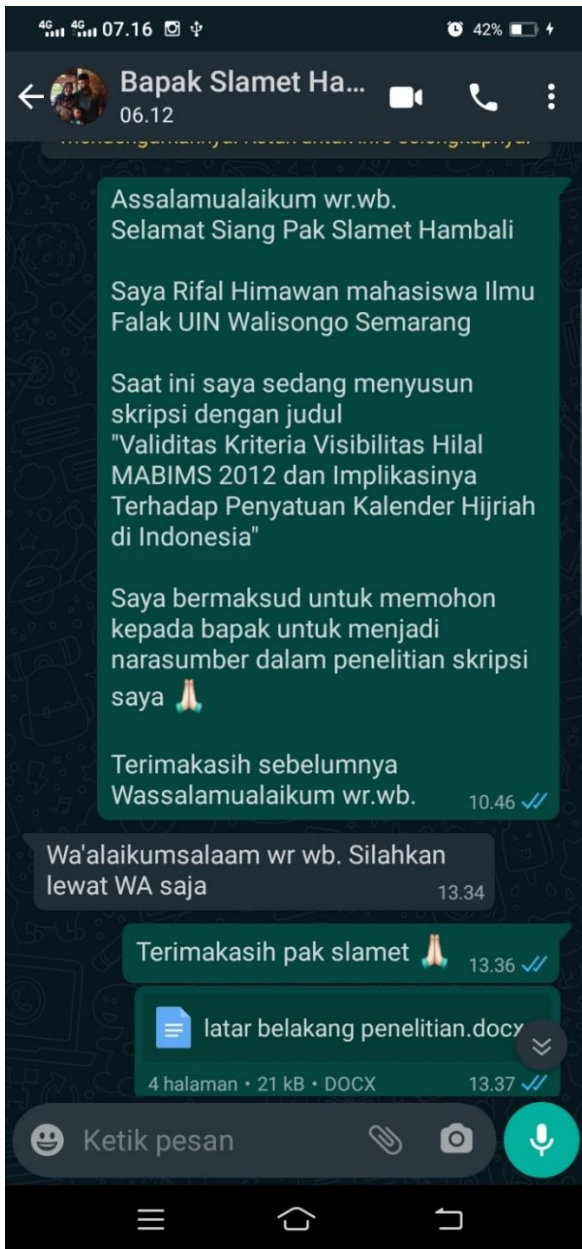 4G 4G 07.16 42%
Bapak Slamet Ha...
06.12
Assalamualaikum wr.wb.
Selamat Siang Pak Slamet Hambali
Saya Rifal Himawan mahasiswa Ilmu
Falak UIN Walisongo Semarang
Saat ini saya sedang menyusun
skripsi dengan judul
"Validitas Kriteria Visibilitas Hilal
MABIMS 2012 dan Implikasinya
Terhadap Penyatuan Kalender Hijriah
di Indonesia"
Saya bermaksud untuk memohon
kepada bapak untuk menjadi
narasumber dalam penelitian skripsi
saya 🙏🏻
Terimakasih sebelumnya
Wassalamualaikum wr.wb. 10.46
Wa'alaikumsalaam wr wb. Silahkan
lewat WA saja 13.34
Terimakasih pak slamet 🙏🏻 13.36
latar belakang penelitian.docx
4 halaman • 21 kB • DOCX 13.37
Ketik pesan